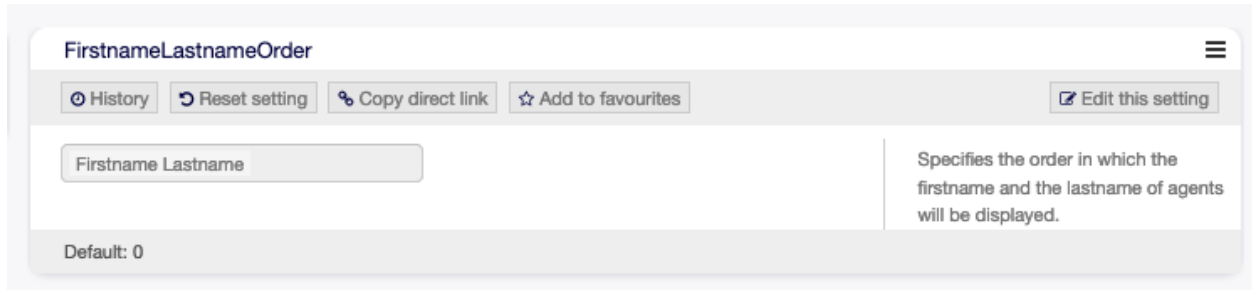 FirstnameLastnameOrder
History Reset setting Copy direct link Add to favourites Edit this setting
Firstname Lastname
Specifies the order in which the
firstname and the lastname of agents
will be displayed.
Default: 0